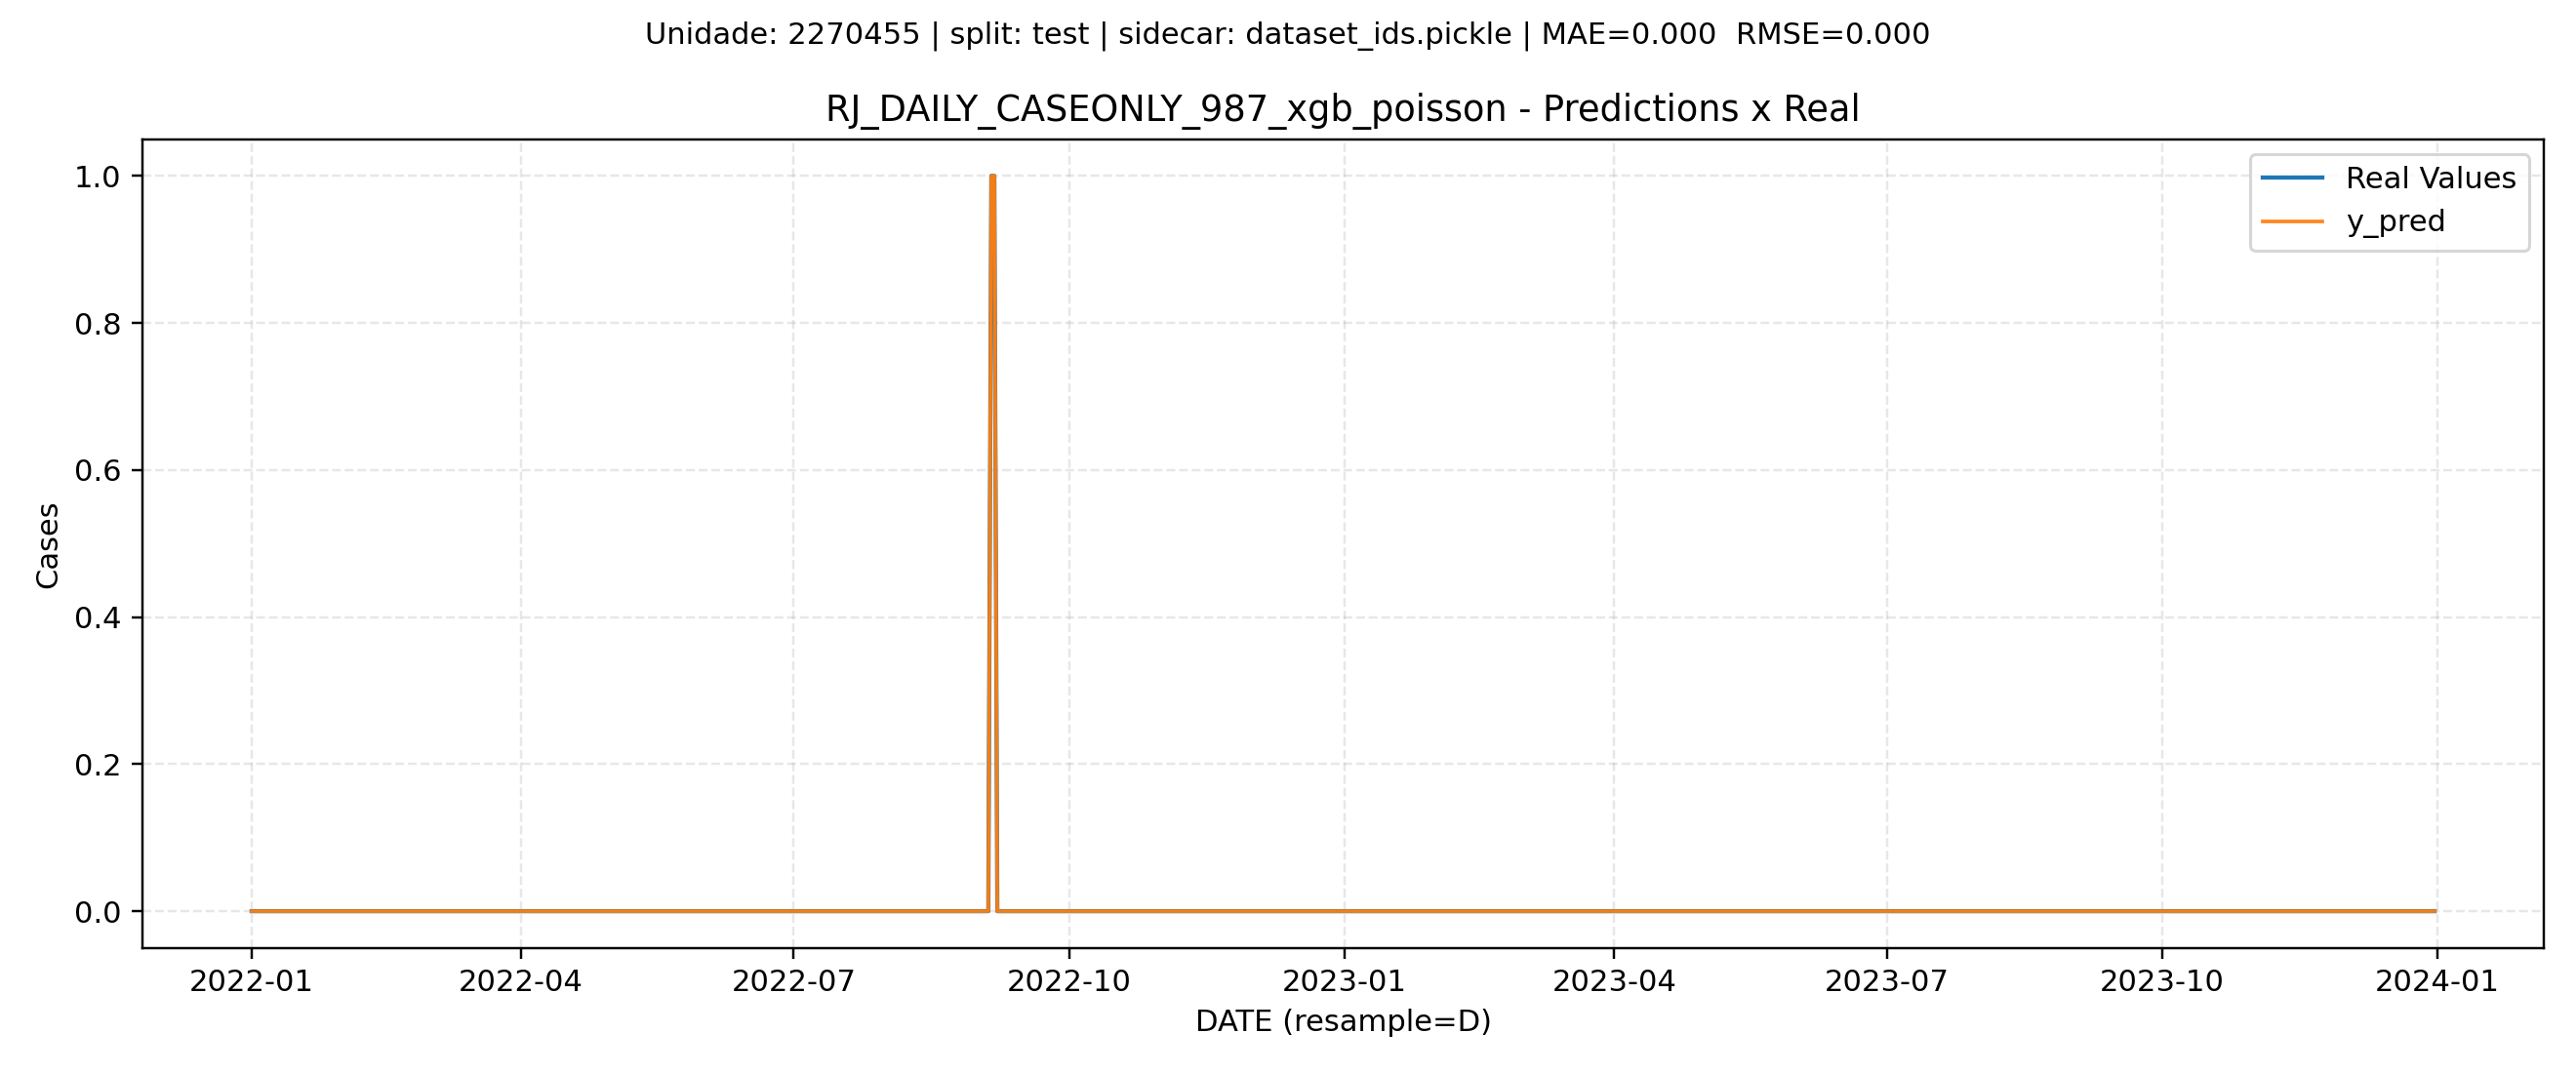 Unidade: 2270455 | split: test | sidecar: dataset_ids.pickle | MAE=0.000  RMSE=0.000
RJ_DAILY_CASEONLY_987_xgb_poisson - Predictions x Real
Real Values
y_pred
1.0
0.8
0.6
0.4
0.2
0.0
Cases
2022-01 2022-04 2022-07 2022-10 2023-01 2023-04 2023-07 2023-10 2024-01
DATE (resample=D)